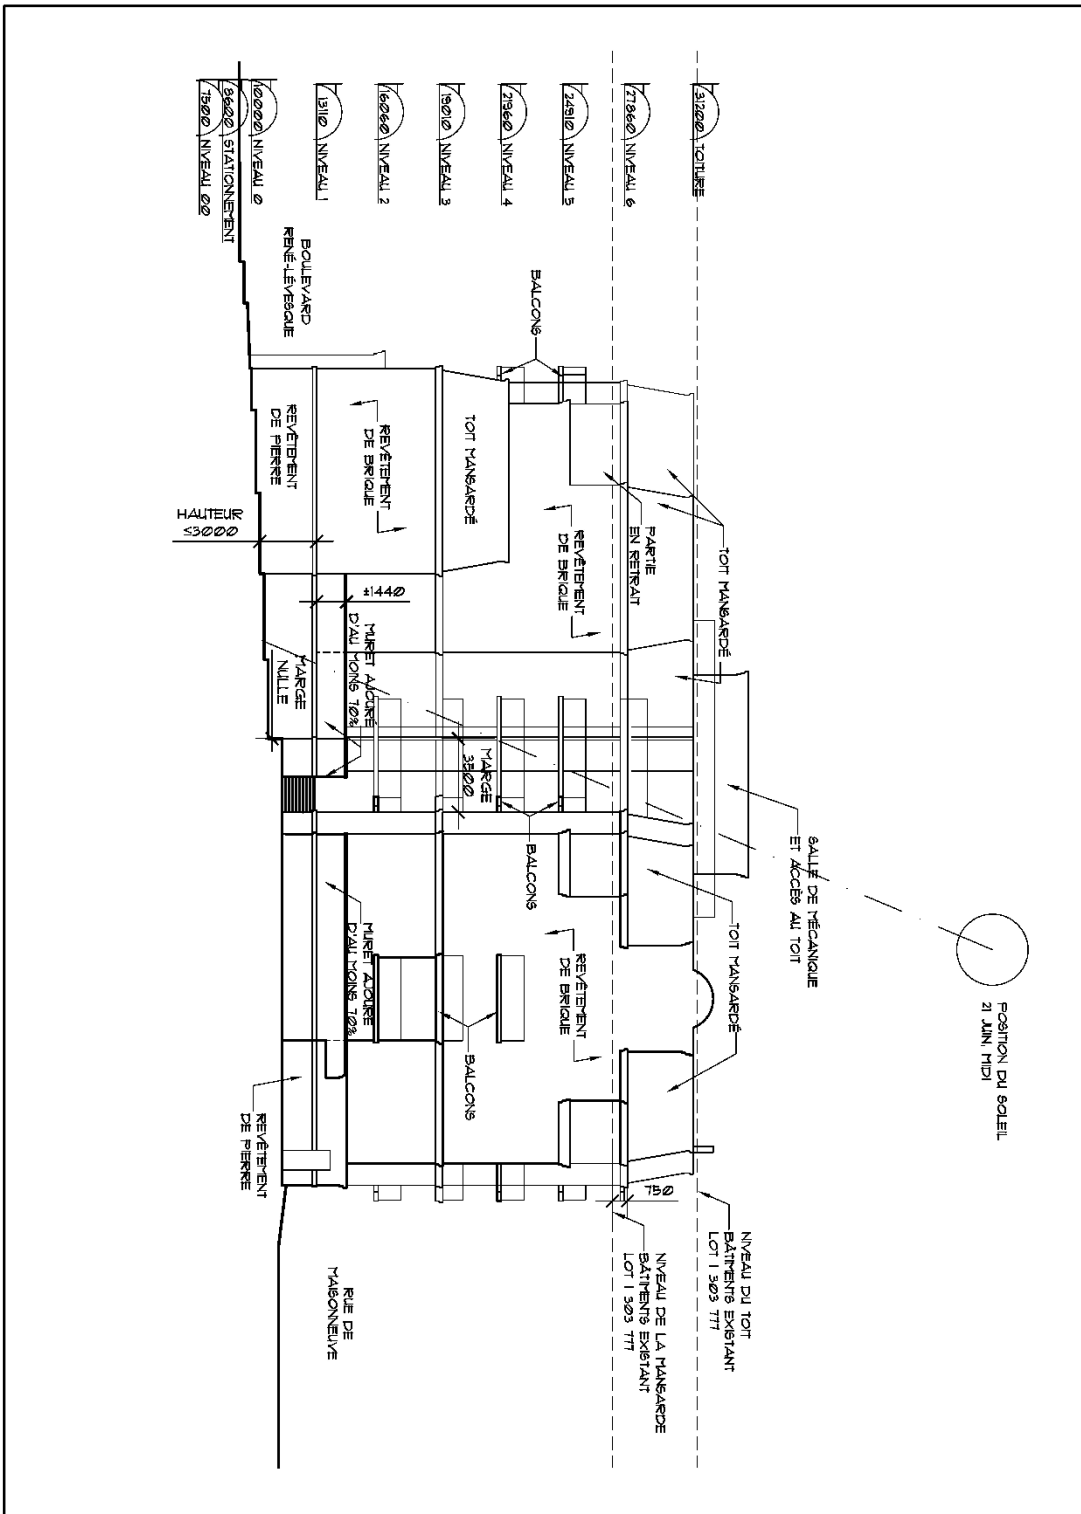 31200 TOITURE
27860 NIVEAU 6
24910 NIVEAU 5
21960 NIVEAU 4
19010 NIVEAU 3
16060 NIVEAU 2
13110 NIVEAU 1
10000 NIVEAU 0
8600 STATIONNEMENT
7500 NIVEAU 00
BOULEVARD
RENÉ-LÉVESQUE
BALCONS
REVÊTEMENT
DE PIERRE
REVÊTEMENT
DE BRIQUE
TOIT MANSARDÉ
REVÊTEMENT
DE BRIQUE
PARTIE
EN RETRAIT
TOIT MANSARDÉ
HAUTEUR
≤3000
±1440
MURET AJOURÉ
D'AU MOINS 70%
MARGE
NULLE
MARGE
3500
BALCONS
SALLE DE MÉCANIQUE
ET ACCÈS AU TOIT
TOIT MANSARDÉ
POSITION DU SOLEIL
21 JUIN, MIDI
MURET AJOURÉ
D'AU MOINS 70%
REVÊTEMENT
DE BRIQUE
BALCONS
REVÊTEMENT
DE PIERRE
750
NIVEAU DU TOIT
BÂTIMENTS EXISTANT
LOT 1 303 777
NIVEAU DE LA MANSARDE
BÂTIMENTS EXISTANT
LOT 1 303 777
RUE DE
MAISONNEUVE